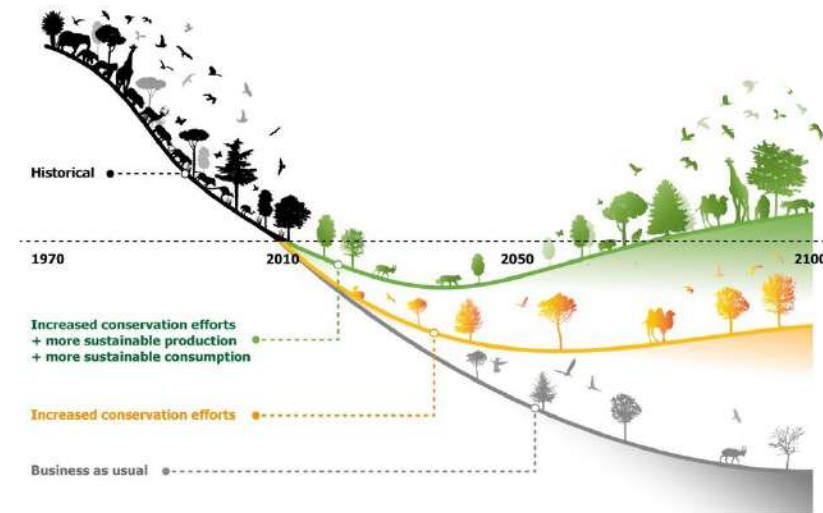 Historical
1970
2010
2050
2100
Increased conservation efforts
+ more sustainable production
+ more sustainable consumption
Increased conservation efforts
Business as usual